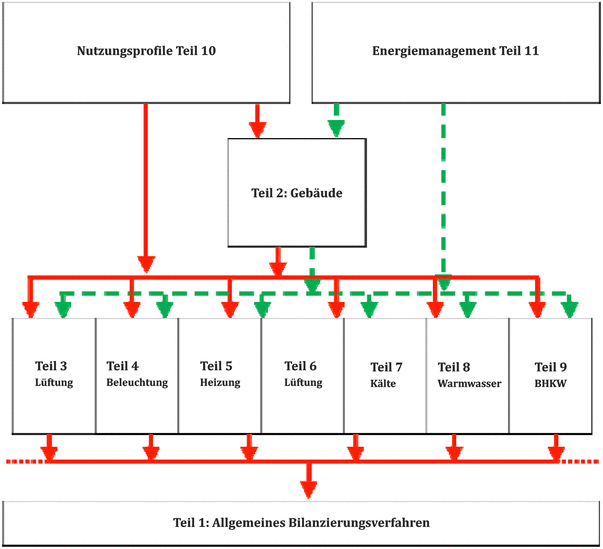 Nutzungsprofile Teil 10
Energiemanagement Teil 11
Teil 2: Gebäude
Teil 3
Lüftung
Teil 4
Beleuchtung
Teil 5
Heizung
Teil 6
Lüftung
Teil 7
Kälte
Teil 8
Warmwasser
Teil 9
BHKW
Teil 1: Allgemeines Bilanzierungsverfahren